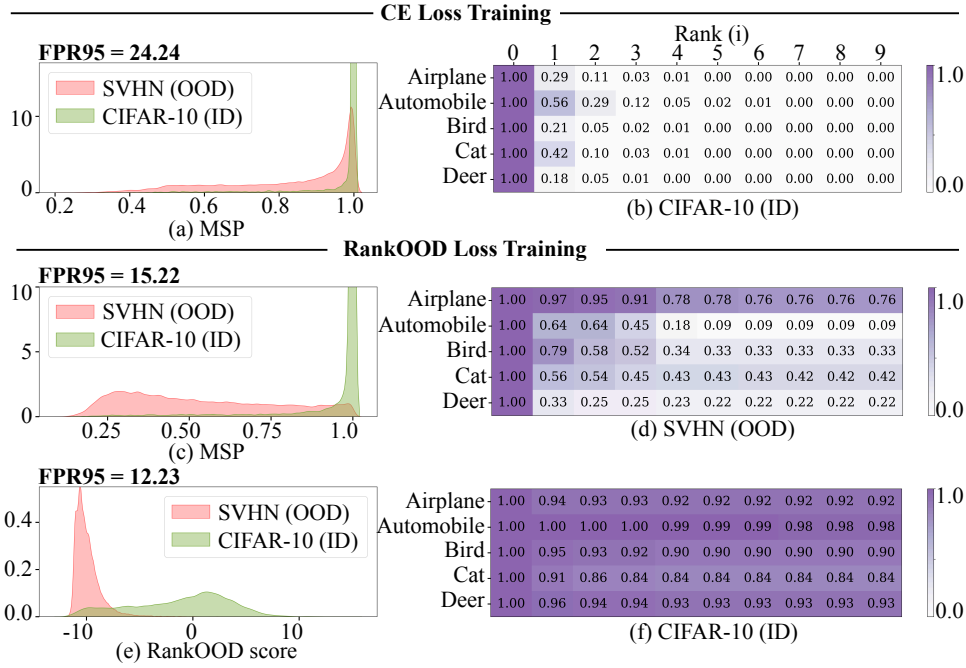 CE Loss Training
FPR95 = 24.24
SVHN (OOD)
CIFAR-10 (ID)
10
0
0.2 0.4 0.6 0.8 1.0
(a) MSP
Rank (i)
0 1 2 3 4 5 6 7 8 9
Airplane 1.00 0.29 0.11 0.03 0.01 0.00 0.00 0.00 0.00 0.00
Automobile 1.00 0.56 0.29 0.12 0.05 0.02 0.01 0.00 0.00 0.00
Bird 1.00 0.21 0.05 0.02 0.01 0.00 0.00 0.00 0.00 0.00
Cat 1.00 0.42 0.10 0.03 0.01 0.00 0.00 0.00 0.00 0.00
Deer 1.00 0.18 0.05 0.01 0.00 0.00 0.00 0.00 0.00 0.00
1.0
0.0
(b) CIFAR-10 (ID)
RankOOD Loss Training
FPR95 = 15.22
SVHN (OOD)
CIFAR-10 (ID)
10
5
0
0.25 0.50 0.75 1.0
(c) MSP
Airplane 1.00 0.97 0.95 0.91 0.78 0.78 0.76 0.76 0.76 0.76
Automobile 1.00 0.64 0.64 0.45 0.18 0.09 0.09 0.09 0.09 0.09
Bird 1.00 0.79 0.58 0.52 0.34 0.33 0.33 0.33 0.33 0.33
Cat 1.00 0.56 0.54 0.45 0.43 0.43 0.43 0.42 0.42 0.42
Deer 1.00 0.33 0.25 0.25 0.23 0.22 0.22 0.22 0.22 0.22
1.0
0.0
(d) SVHN (OOD)
FPR95 = 12.23
SVHN (OOD)
CIFAR-10 (ID)
0.4
0.2
0.0
-10 0 10
(e) RankOOD score
Airplane 1.00 0.94 0.93 0.93 0.92 0.92 0.92 0.92 0.92 0.92
Automobile 1.00 1.00 1.00 1.00 0.99 0.99 0.99 0.98 0.98 0.98
Bird 1.00 0.95 0.93 0.92 0.90 0.90 0.90 0.90 0.90 0.90
Cat 1.00 0.91 0.86 0.84 0.84 0.84 0.84 0.84 0.84 0.84
Deer 1.00 0.96 0.94 0.94 0.93 0.93 0.93 0.93 0.93 0.93
1.0
0.0
(f) CIFAR-10 (ID)